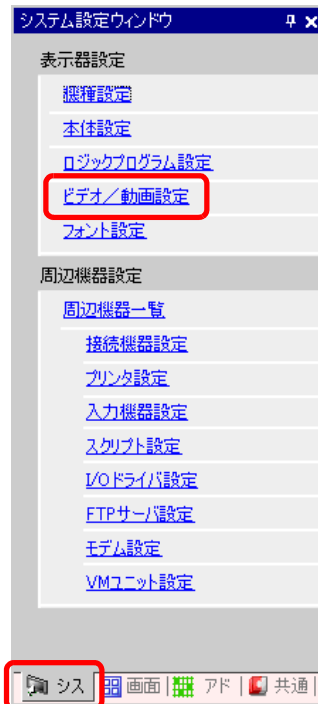 システム設定ウィンドウ
表示器設定
機種設定
本体設定
ロジックプログラム設定
ビデオ／動画設定
フォント設定
周辺機器設定
周辺機器一覧
接続機器設定
プリンタ設定
入力機器設定
スクリプト設定
I/Oドライバ設定
FTPサーバ設定
モデム設定
VMユニット設定
シス 画面 アド 共通